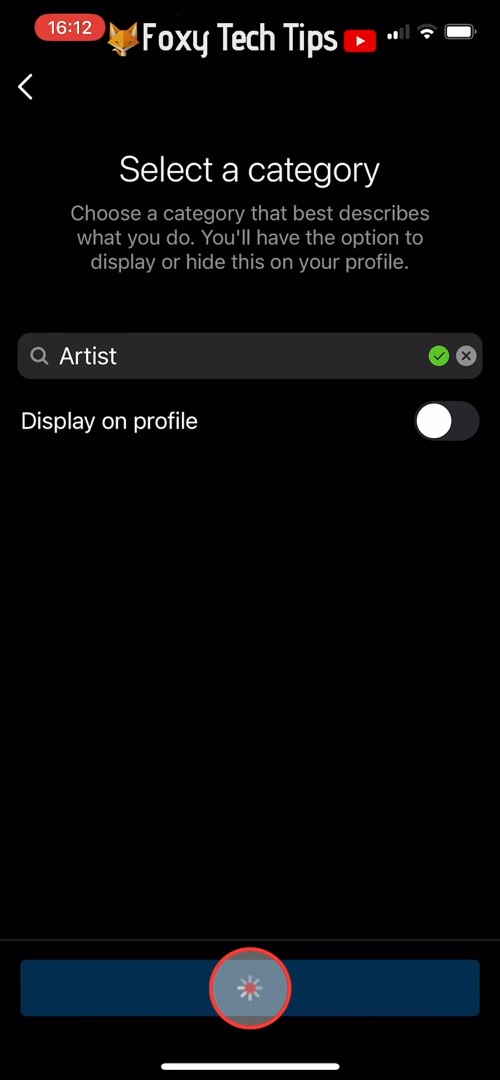 16:12
Foxy Tech Tips
Select a category
Choose a category that best describes
what you do. You'll have the option to
display or hide this on your profile.
Artist
Display on profile